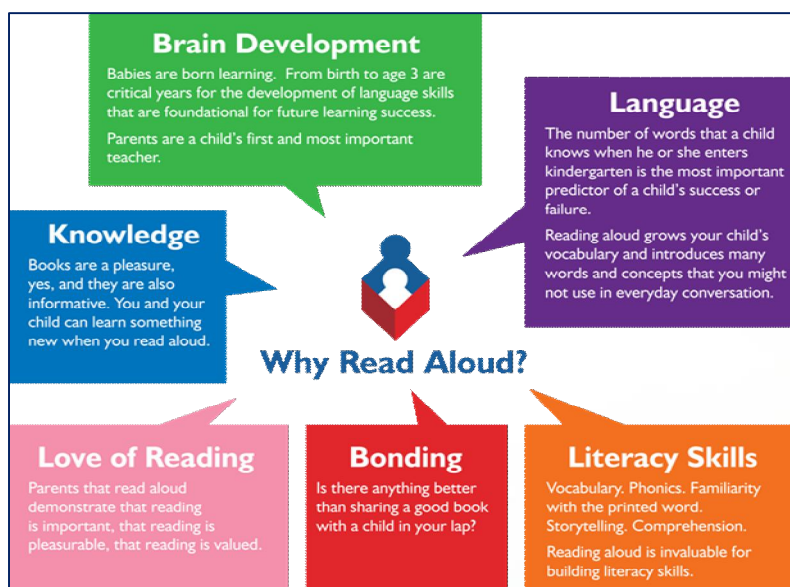 Brain Development
Babies are born learning. From birth to age 3 are
critical years for the development of language skills
that are foundational for future learning success.
Parents are a child's first and most important
teacher.
Language
The number of words that a child
knows when he or she enters
kindergarten is the most important
predictor of a child's success or
failure.
Reading aloud grows your child's
vocabulary and introduces many
words and concepts that you might
not use in everyday conversation.
Knowledge
Books are a pleasure,
yes, and they are also
informative. You and your
child can learn something
new when you read aloud.
Why Read Aloud?
Love of Reading
Parents that read aloud
demonstrate that reading
is important, that reading is
pleasurable, that reading is valued.
Bonding
Is there anything better
than sharing a good book
with a child in your lap?
Literacy Skills
Vocabulary. Phonics. Familiarity
with the printed word.
Storytelling. Comprehension.
Reading aloud is invaluable for
building literacy skills.